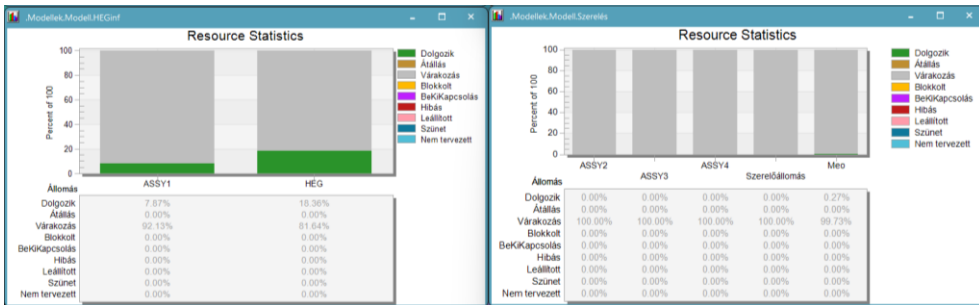 .Modellek.Modell.HEGinf
Resource Statistics
100
80
60
40
20
0
Percent of 100
Dolgozik
Átállás
Várakozás
Blokkolt
BeKiKapcsolás
Hibás
Leállított
Szünet
Nem tervezett
ASSY1 HÉG
Állomás
Dolgozik 7.87% 18.36%
Átállás 0.00% 0.00%
Várakozás 92.13% 81.64%
Blokkolt 0.00% 0.00%
BeKiKapcsolás 0.00% 0.00%
Hibás 0.00% 0.00%
Leállított 0.00% 0.00%
Szünet 0.00% 0.00%
Nem tervezett 0.00% 0.00%
.Modellek.Modell.Szerelés
Resource Statistics
100
80
60
40
20
0
Percent of 100
Dolgozik
Átállás
Várakozás
Blokkolt
BeKiKapcsolás
Hibás
Leállított
Szünet
Nem tervezett
ASSY2 ASSY4 Meo
ASSY3 Szerelőállomás
Állomás
Dolgozik 0.00% 0.00% 0.00% 0.00% 0.27%
Átállás 0.00% 0.00% 0.00% 0.00% 0.00%
Várakozás 100.00% 100.00% 100.00% 100.00% 99.73%
Blokkolt 0.00% 0.00% 0.00% 0.00% 0.00%
BeKiKapcsolás 0.00% 0.00% 0.00% 0.00% 0.00%
Hibás 0.00% 0.00% 0.00% 0.00% 0.00%
Leállított 0.00% 0.00% 0.00% 0.00% 0.00%
Szünet 0.00% 0.00% 0.00% 0.00% 0.00%
Nem tervezett 0.00% 0.00% 0.00% 0.00% 0.00%